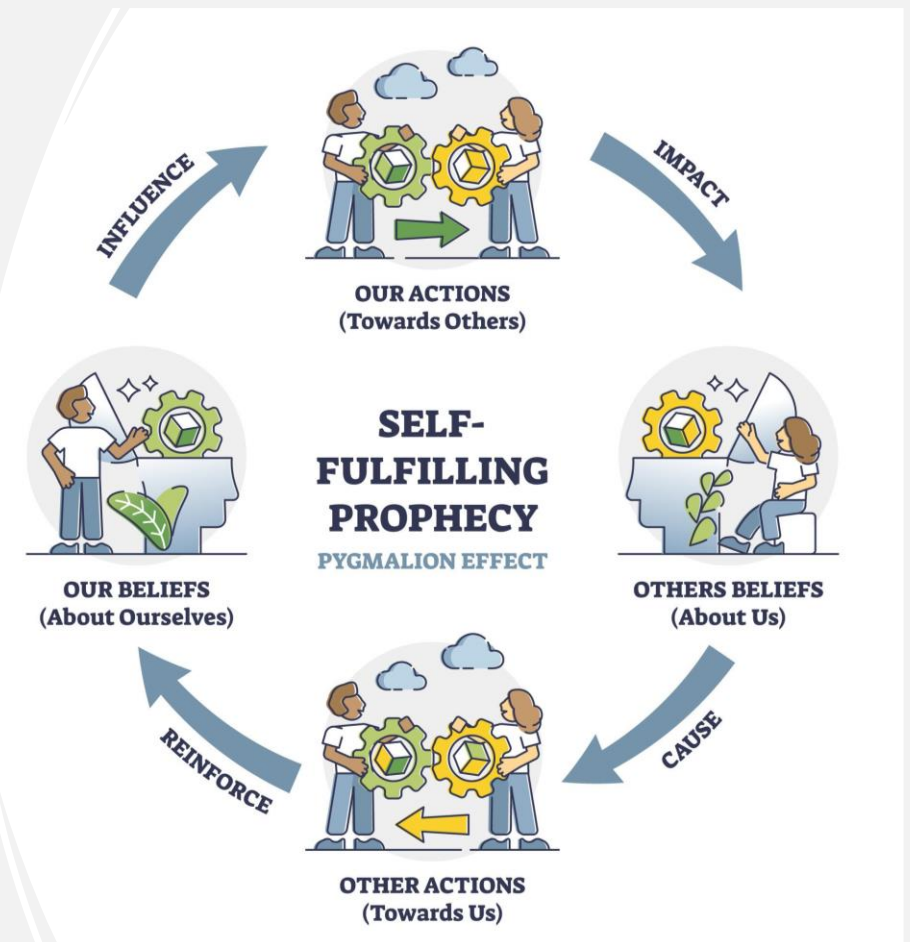 INFLUENCE
IMPACT
OUR ACTIONS
(Towards Others)
SELF-
FULFILLING
PROPHECY
PYGMALION EFFECT
OUR BELIEFS
(About Ourselves)
OTHERS BELIEFS
(About Us)
REINFORCE
CAUSE
OTHER ACTIONS
(Towards Us)